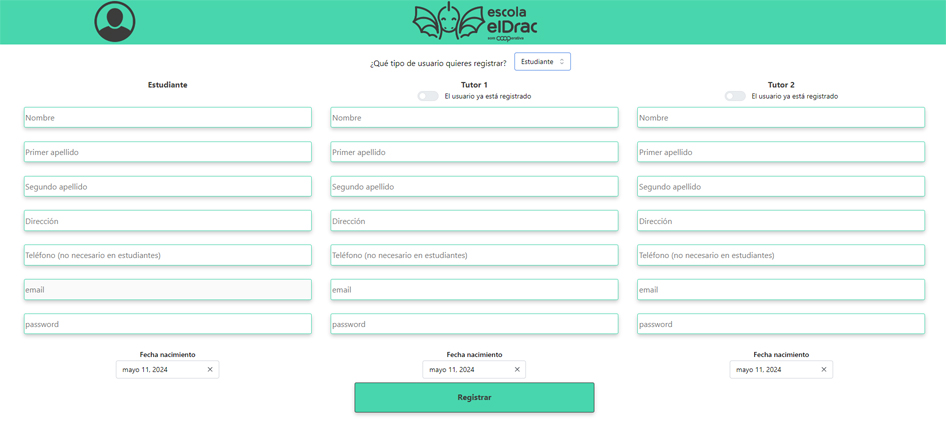 escola
elDrac
¿Qué tipo de usuario quieres registrar? Estudiante
Estudiante
Tutor 1
Tutor 2
El usuario ya está registrado
El usuario ya está registrado
Nombre
Nombre
Nombre
Primer apellido
Primer apellido
Primer apellido
Segundo apellido
Segundo apellido
Segundo apellido
Dirección
Dirección
Dirección
Teléfono (no necesario en estudiantes)
Teléfono (no necesario en estudiantes)
Teléfono (no necesario en estudiantes)
email
email
email
password
password
password
Fecha nacimiento
Fecha nacimiento
Fecha nacimiento
mayo 11, 2024
mayo 11, 2024
mayo 11, 2024
Registrar